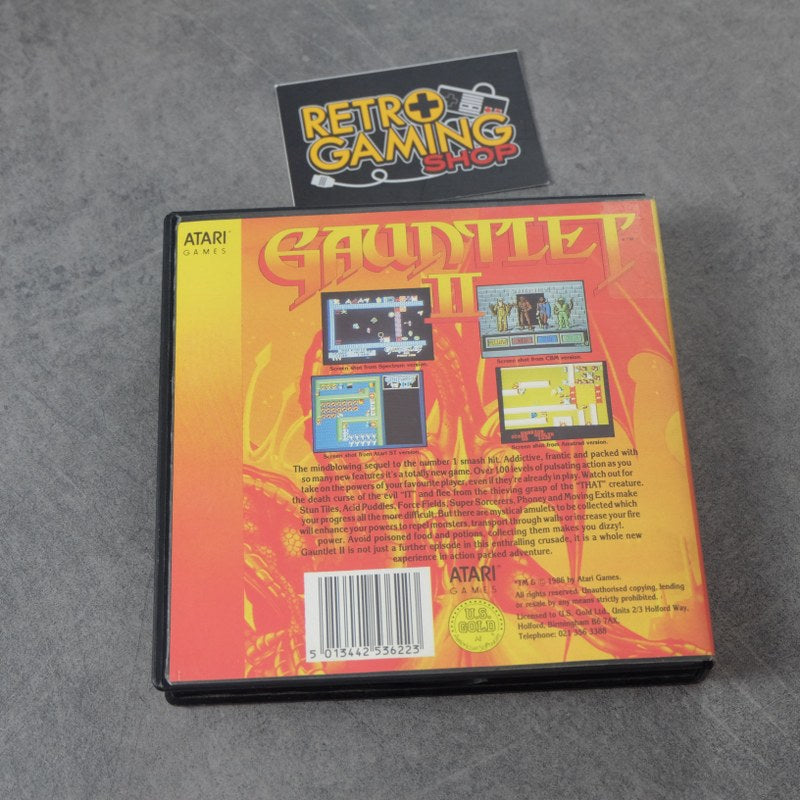 RETRO
GAMING
SHOP
ATARI
GAMES
GAUNTLET
II
Screen shot from Spectrum version.
Screen shot from CBM version.
Screen shot from Atari ST version.
Screen shot from Amstrad version.
The mindblowing sequel to the number 1 smash hit. Addictive, frantic and packed with
so many new features it's a totally new game. Over 100 levels of pulsating action as you
take on the powers of your favourite player, even if they're already in play. Watch out for
the death curse of the evil "IT" and flee from the thieving grasp of the "THAT" creature.
Stun Tiles, Acid Puddles, Force Fields, Super Sorcerers, Phoney and Moving Exits make
your progress all the more difficult. But there are mystical amulets to be collected which
will enhance your powers to repel monsters, transport through walls or increase your fire
power. Avoid poisoned food and potions, collecting them makes you dizzy!.
Gauntlet II is not just a further episode in this enthralling crusade, it is a whole new
experience in action packed adventure.
ATARI
GAMES
U.S.
GOLD
™ & © 1986 by Atari Games.
All rights reserved. Unauthorised copying, lending
or resale by any means strictly prohibited.
Licensed to U.S. Gold Ltd., Units 2/3 Holford Way,
Holford, Birmingham B6 7AX.
Telephone: 021 356 3388
5 013442 536223